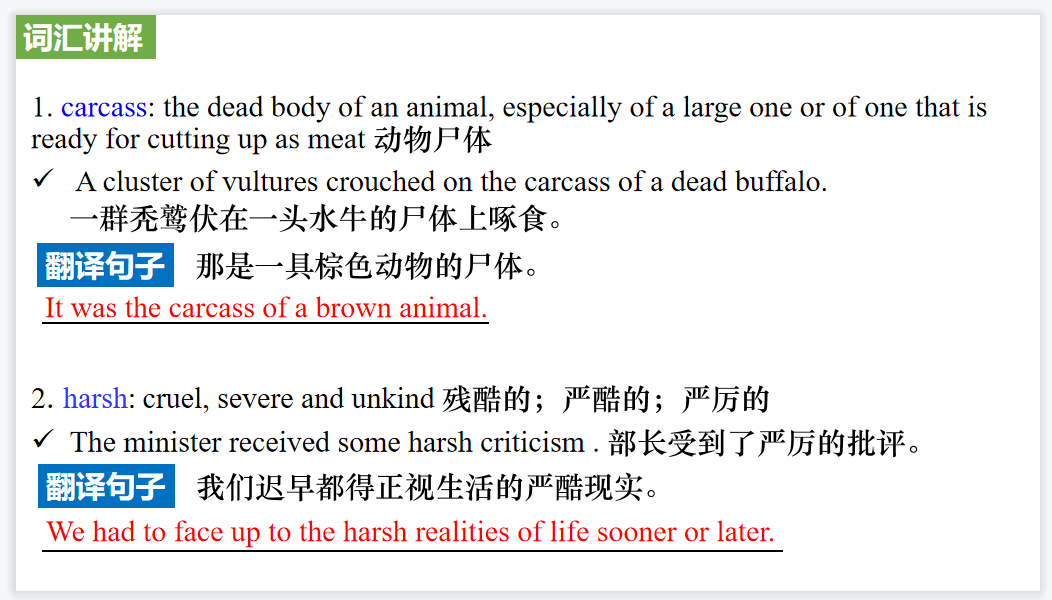 词汇讲解
1. carcass: the dead body of an animal, especially of a large one or of one that is
ready for cutting up as meat 动物尸体
✓ A cluster of vultures crouched on the carcass of a dead buffalo.
一群秃鹫伏在一头水牛的尸体上啄食。
翻译句子 那是一具棕色动物的尸体。
It was the carcass of a brown animal.
2. harsh: cruel, severe and unkind 残酷的；严酷的；严厉的
✓ The minister received some harsh criticism . 部长受到了严厉的批评。
翻译句子 我们迟早都得正视生活的严酷现实。
We had to face up to the harsh realities of life sooner or later.